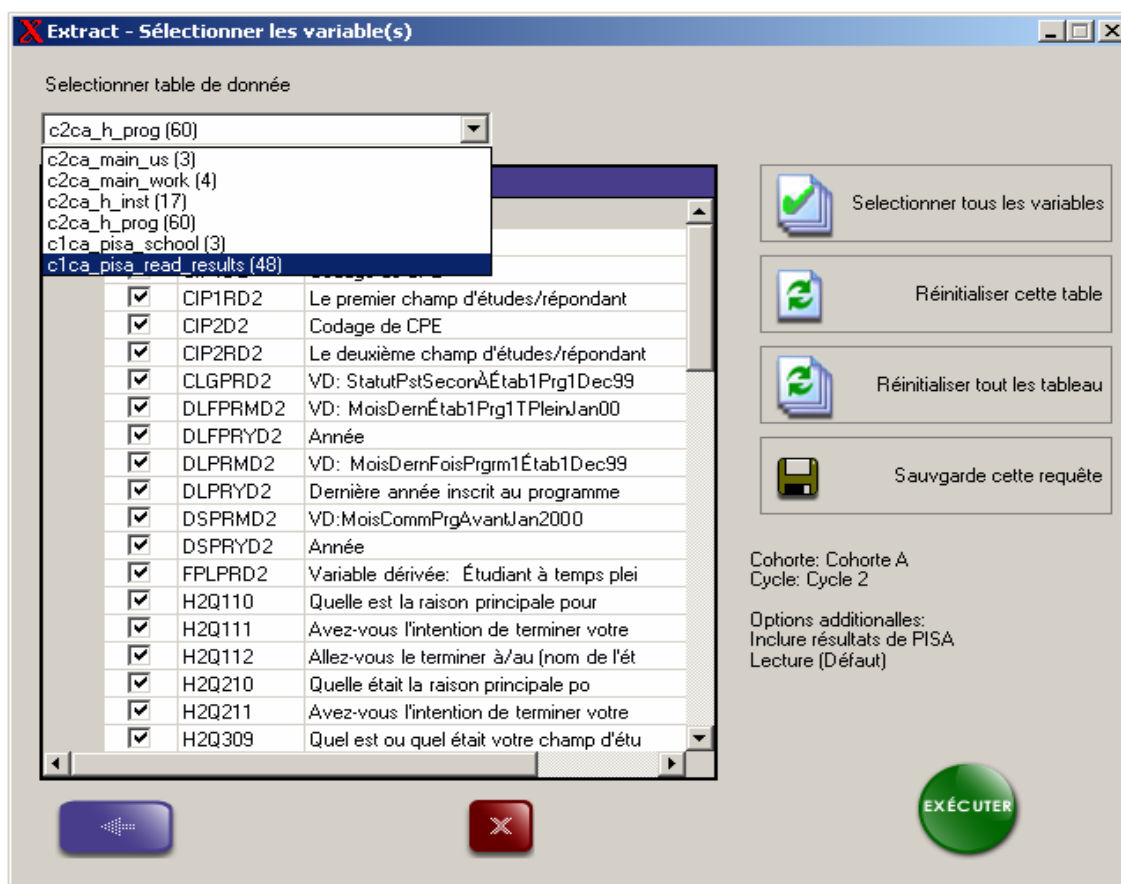 Extract - Sélectionner les variable(s)
Selectionner table de donnée
c2ca_h_prog (60)
c2ca_main_us (3)
c2ca_main_work (4)
c2ca_h_inst (17)
c2ca_h_prog (60)
c1ca_pisa_school (3)
c1ca_pisa_read_results (48)
CIP1RD2 Le premier champ d'études/répondant
CIP2D2 Codage de CPE
CIP2RD2 Le deuxième champ d'études/répondant
CLGPRD2 VD: StatutPstSeconÀÉtab1Prg1Dec99
DLFPRMD2 VD: MoisDernÉtab1Prg1TPleinJan00
DLFPRYD2 Année
DLPRMD2 VD: MoisDernFoisPrgrm1Étab1Dec99
DLPRYD2 Dernière année inscrit au programme
DSPRMD2 VD:MoisCommPrgAvantJan2000
DSPRYD2 Année
FPLPRD2 Variable dérivée: Étudiant à temps plei
H2Q110 Quelle est la raison principale pour
H2Q111 Avez-vous l'intention de terminer votre
H2Q112 Allez-vous le terminer à/au (nom de l'ét
H2Q210 Quelle était la raison principale po
H2Q211 Avez-vous l'intention de terminer votre
H2Q309 Quel est ou quel était votre champ d'étu
Selectionner tous les variables
Réinitialiser cette table
Réinitialiser tout les tableau
Sauvgarde cette requête
Cohorte: Cohorte A
Cycle: Cycle 2
Options additionalles:
Inclure résultats de PISA
Lecture (Défaut)
EXÉCUTER